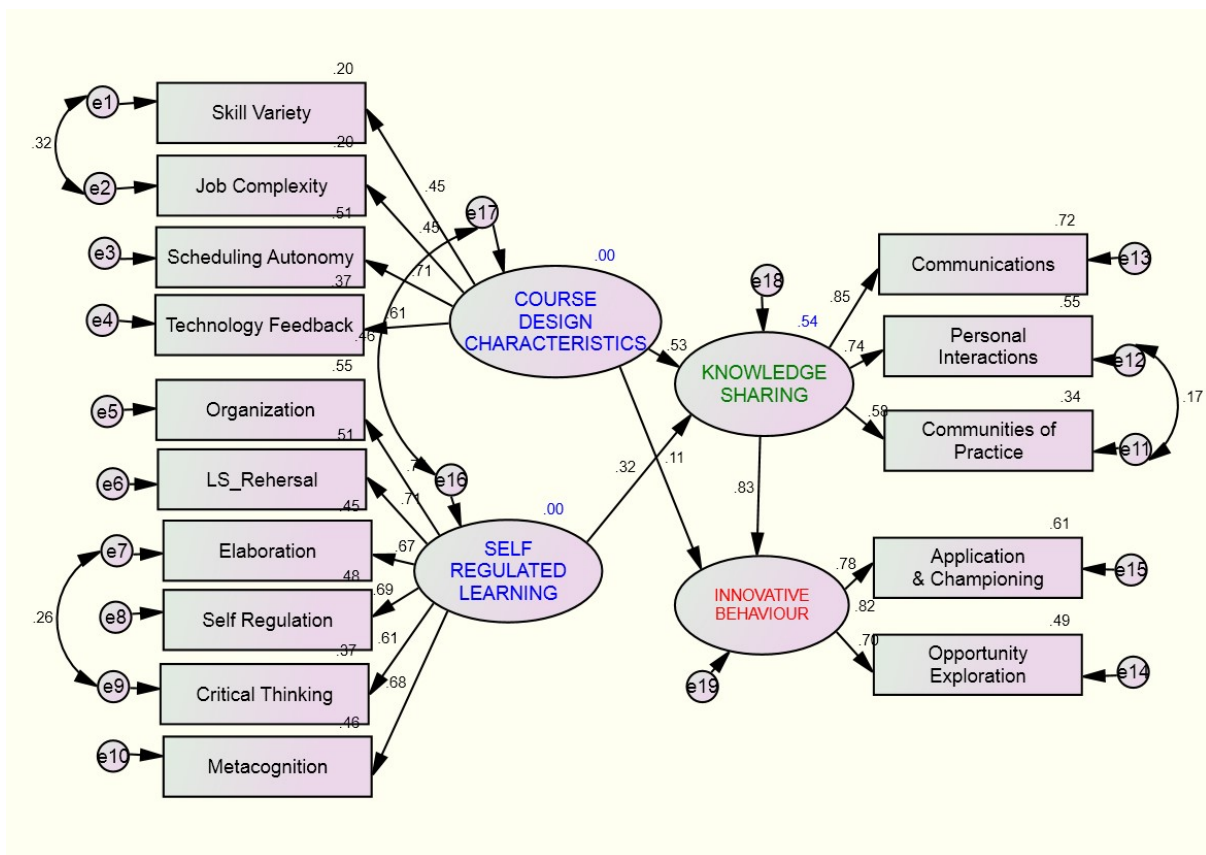 .20
e1
Skill Variety
.32
.20
e2
Job Complexity
.45
e17
.51
.45
e3
Scheduling Autonomy
.71
.37
e4
Technology Feedback
.61
.46
.00
COURSE
DESIGN
CHARACTERISTICS
.53
e18
.54
KNOWLEDGE
SHARING
.72
Communications
e13
.85
.55
Personal
Interactions
e12
.74
.17
.34
Communities of
Practice
e11
.58
.55
e5
Organization
.51
e6
LS_Rehersal
.71
e16
.45
.32
.11
.83
e7
Elaboration
.67
.00
SELF
REGULATED
LEARNING
.48
.26
e8
Self Regulation
.69
.37
e9
Critical Thinking
.61
.46
e10
Metacognition
.68
INNOVATIVE
BEHAVIOUR
.82
e19
.61
Application
& Championing
e15
.78
.49
Opportunity
Exploration
e14
.70